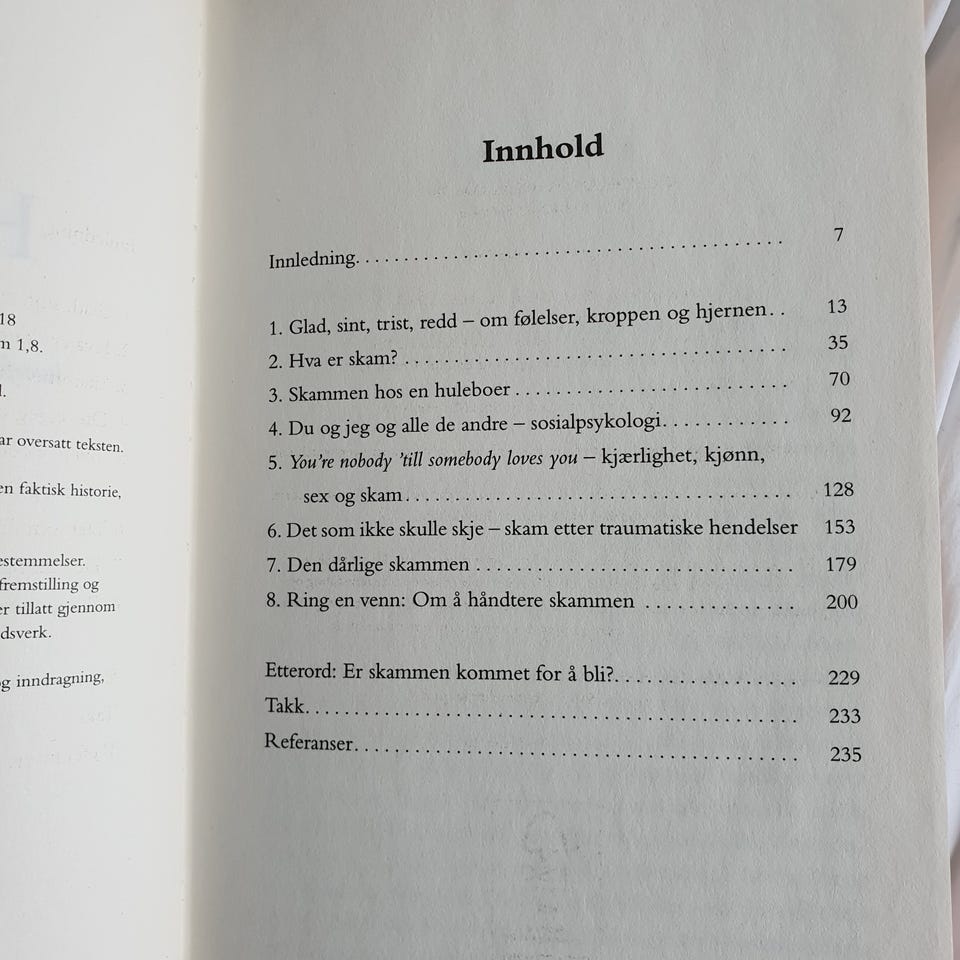 18
1,8.
oversatt teksten.
faktisk historie,
fremstilling og
tillatt gjennom
inndragning,
Innhold
Innledning. . . . . . . . . . . . . . . . . . . . . . . . . . . . . . . . . . . . . 7
1. Glad, sint, trist, redd – om følelser, kroppen og hjernen. . 13
2. Hva er skam? . . . . . . . . . . . . . . . . . . . . . . . . . . . . . . . . . 35
3. Skammen hos en huleboer . . . . . . . . . . . . . . . . . . . . . . . 70
4. Du og jeg og alle de andre – sosialpsykologi. . . . . . . . . . . 92
5. You're nobody 'till somebody loves you – kjærlighet, kjønn,
sex og skam. . . . . . . . . . . . . . . . . . . . . . . . . . . . . . . . . 128
6. Det som ikke skulle skje – skam etter traumatiske hendelser 153
7. Den dårlige skammen . . . . . . . . . . . . . . . . . . . . . . . . . . . 179
8. Ring en venn: Om å håndtere skammen . . . . . . . . . . . . . 200
Etterord: Er skammen kommet for å bli?. . . . . . . . . . . . . . . . 229
Takk. . . . . . . . . . . . . . . . . . . . . . . . . . . . . . . . . . . . . . . . . 233
Referanser. . . . . . . . . . . . . . . . . . . . . . . . . . . . . . . . . . . . . 235